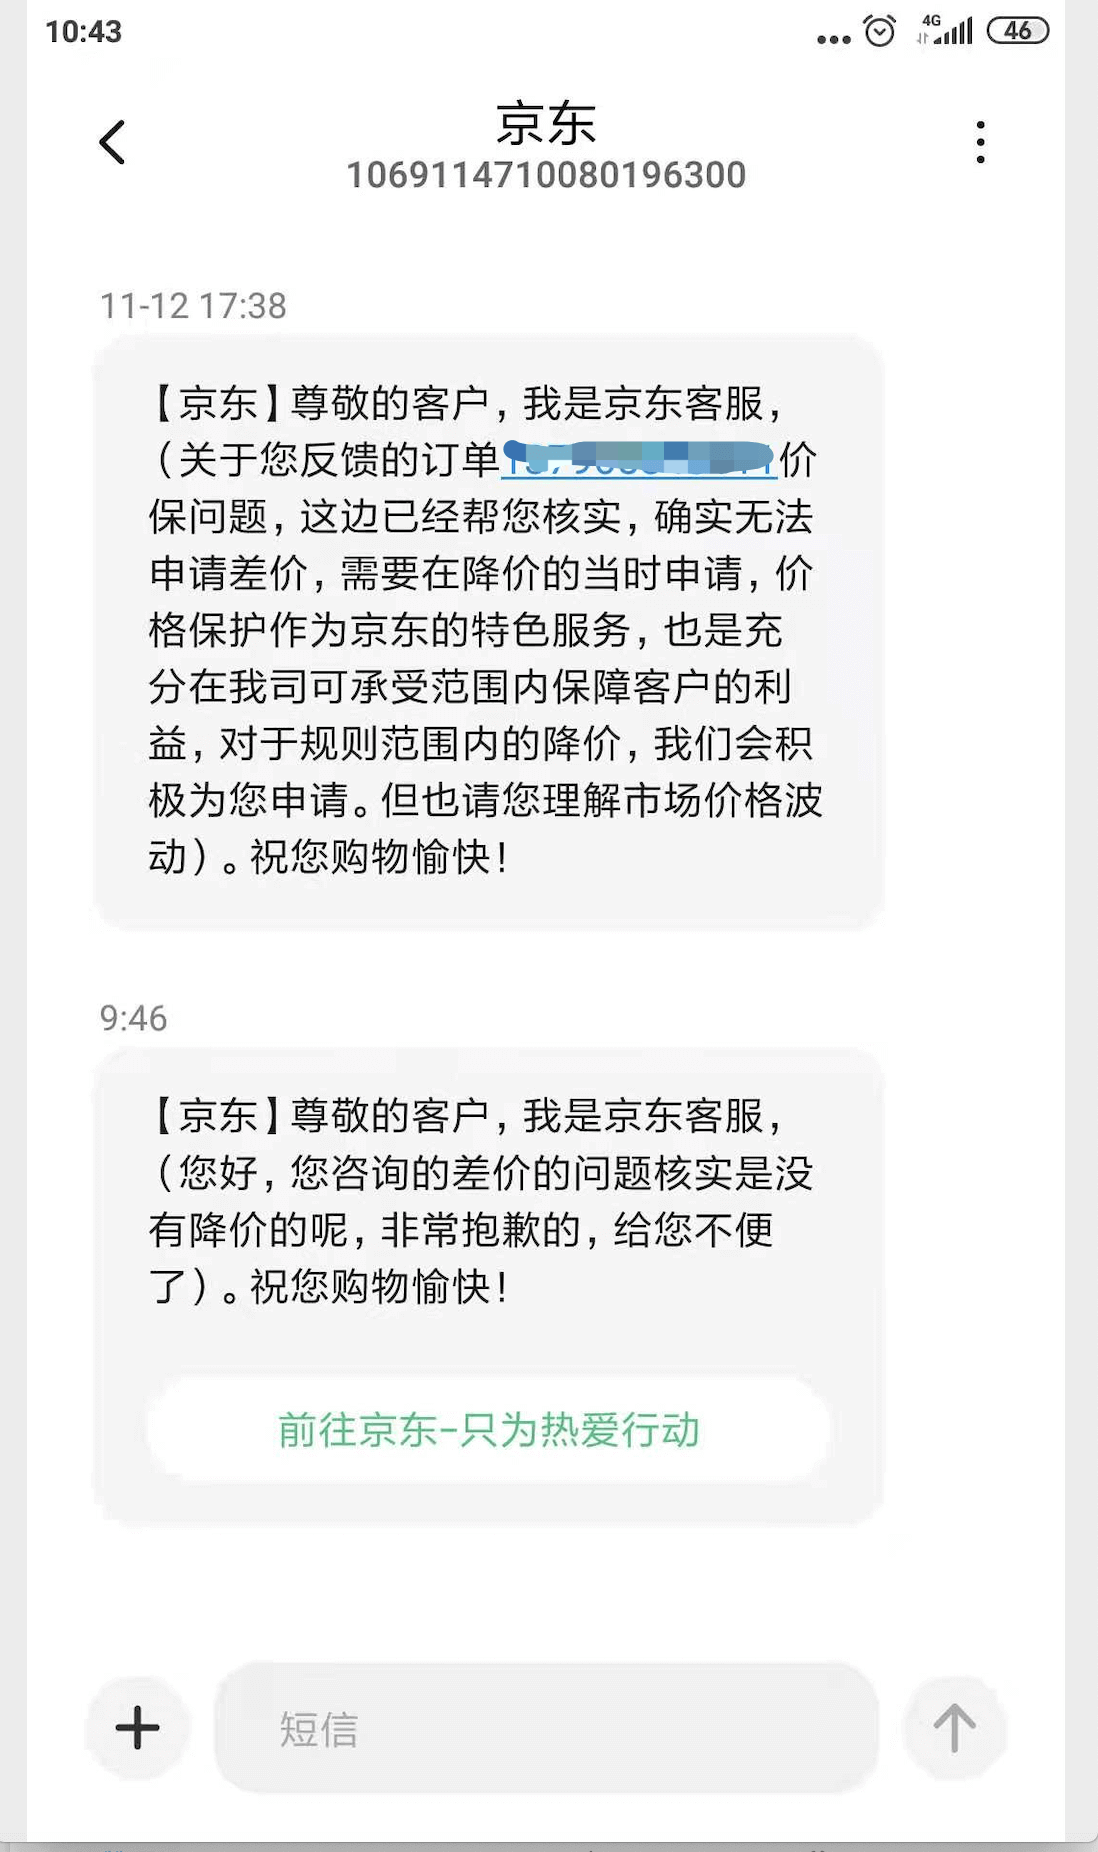 10:43
4G
46
京东
1069114710080196300
11-12 17:38
【京东】尊敬的客户，我是京东客服，
（关于您反馈的订单价
保问题，这边已经帮您核实，确实无法
申请差价，需要在降价的当时申请，价
格保护作为京东的特色服务，也是充
分在我司可承受范围内保障客户的利
益，对于规则范围内的降价，我们会积
极为您申请。但也请您理解市场价格波
动）。祝您购物愉快！
9:46
【京东】尊敬的客户，我是京东客服，
（您好，您咨询的差价的问题核实是没
有降价的呢，非常抱歉的，给您不便
了）。祝您购物愉快！
前往京东-只为热爱行动
短信